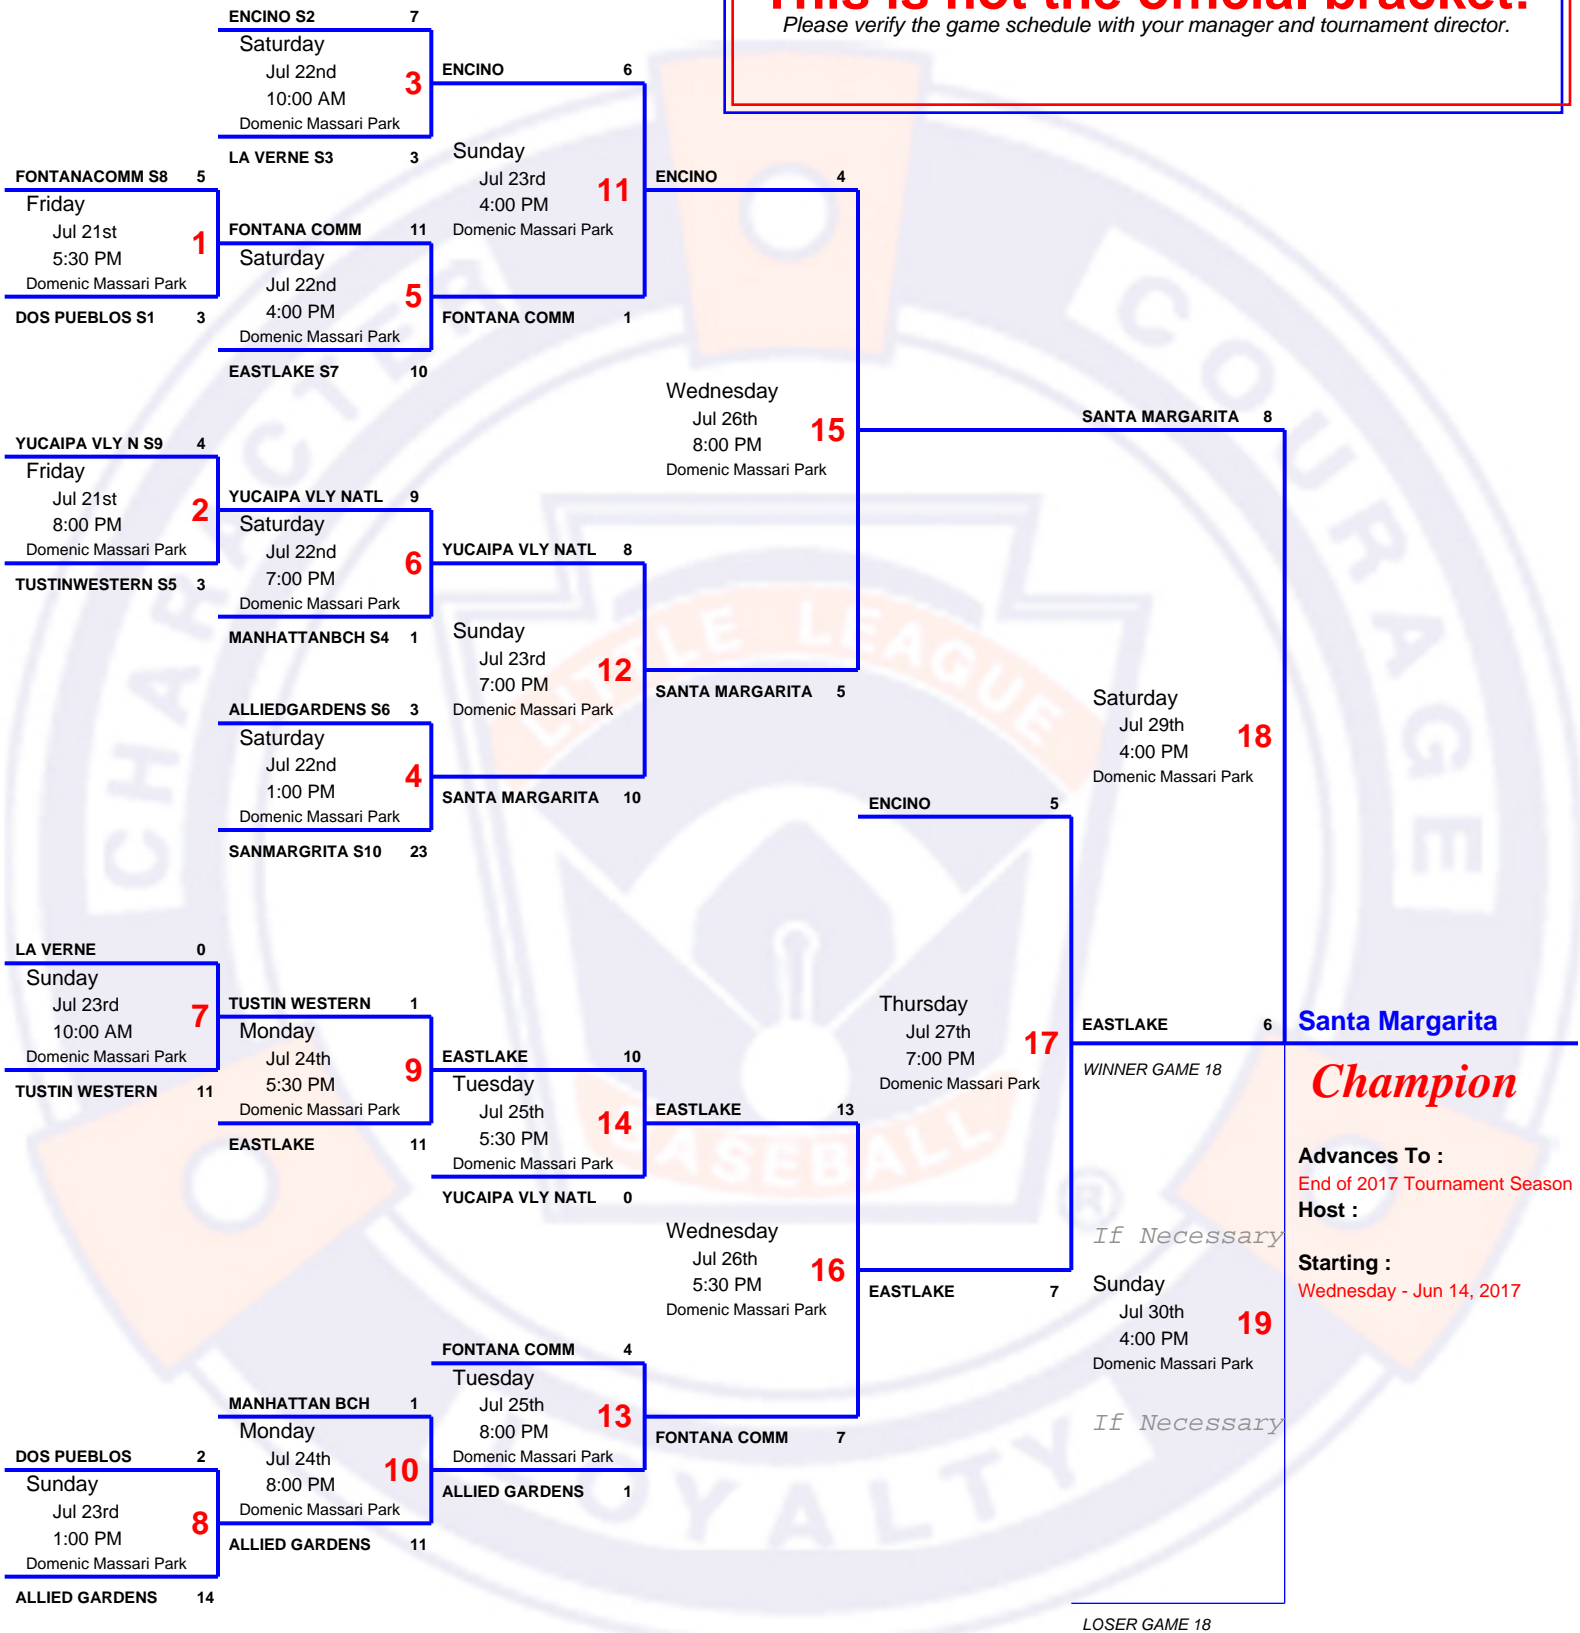 This is not the official bracket.
Please verify the game schedule with your manager and tournament director.
ENCINO S2 7
Saturday
Jul 22nd
10:00 AM
Domenic Massari Park
3
LA VERNE S3 3
ENCINO 6
Sunday
Jul 23rd
4:00 PM
Domenic Massari Park
11
ENCINO 4
FONTANACOMM S8 5
Friday
Jul 21st
5:30 PM
Domenic Massari Park
1
DOS PUEBLOS S1 3
FONTANA COMM 11
Saturday
Jul 22nd
4:00 PM
Domenic Massari Park
5
EASTLAKE S7 10
FONTANA COMM 1
Wednesday
Jul 26th
8:00 PM
Domenic Massari Park
15
SANTA MARGARITA 8
YUCAIPA VLY N S9 4
Friday
Jul 21st
8:00 PM
Domenic Massari Park
2
TUSTINWESTERN S5 3
YUCAIPA VLY NATL 9
Saturday
Jul 22nd
7:00 PM
Domenic Massari Park
6
MANHATTANBCH S4 1
YUCAIPA VLY NATL 8
Sunday
Jul 23rd
7:00 PM
Domenic Massari Park
12
SANTA MARGARITA 5
ALLIEDGARDENS S6 3
Saturday
Jul 22nd
1:00 PM
Domenic Massari Park
4
SANMARGRITA S10 23
SANTA MARGARITA 10
Saturday
Jul 29th
4:00 PM
Domenic Massari Park
18
ENCINO 5
LA VERNE 0
Sunday
Jul 23rd
10:00 AM
Domenic Massari Park
7
TUSTIN WESTERN 11
TUSTIN WESTERN 1
Monday
Jul 24th
5:30 PM
Domenic Massari Park
9
EASTLAKE 11
EASTLAKE 10
Tuesday
Jul 25th
5:30 PM
Domenic Massari Park
14
YUCAIPA VLY NATL 0
EASTLAKE 13
Thursday
Jul 27th
7:00 PM
Domenic Massari Park
17
EASTLAKE 6
WINNER GAME 18
Santa Margarita
Champion
Advances To :
End of 2017 Tournament Season
Host :
Starting :
Wednesday - Jun 14, 2017
Wednesday
Jul 26th
5:30 PM
Domenic Massari Park
16
EASTLAKE 7
If Necessary
Sunday
Jul 30th
4:00 PM
Domenic Massari Park
19
If Necessary
FONTANA COMM 4
Tuesday
Jul 25th
8:00 PM
Domenic Massari Park
13
ALLIED GARDENS 1
FONTANA COMM 7
MANHATTAN BCH 1
Monday
Jul 24th
8:00 PM
Domenic Massari Park
10
ALLIED GARDENS 11
DOS PUEBLOS 2
Sunday
Jul 23rd
1:00 PM
Domenic Massari Park
8
ALLIED GARDENS 14
LOSER GAME 18
CHARACTER
COURAGE
LOYALTY
LITTLE LEAGUE
BASEBALL
®